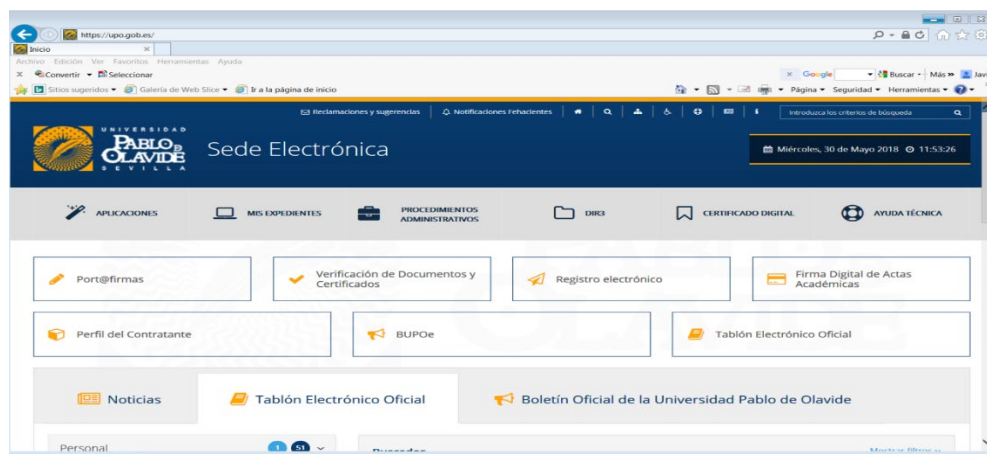 https://upo.gob.es/
Inicio
Archivo Edición Ver Favoritos Herramientas Ayuda
Convertir Seleccionar
Google Buscar Más »
Sitios sugeridos Galería de Web Slice Ir a la página de inicio
Página Seguridad Herramientas
Reclamaciones y sugerencias Notificaciones Fehacientes
Introduzca los criterios de búsqueda
UNIVERSIDAD
PABLO DE
OLAVIDE
SEVILLA
Sede Electrónica
Miércoles, 30 de Mayo 2018 11:53:26
APLICACIONES MIS EXPEDIENTES PROCEDIMIENTOS ADMINISTRATIVOS DIR3 CERTIFICADO DIGITAL AYUDA TÉCNICA
Port@firmas
Verificación de Documentos y
Certificados
Registro electrónico
Firma Digital de Actas
Académicas
Perfil del Contratante
BUPOe
Tablón Electrónico Oficial
Noticias Tablón Electrónico Oficial Boletín Oficial de la Universidad Pablo de Olavide
Personal 1 51